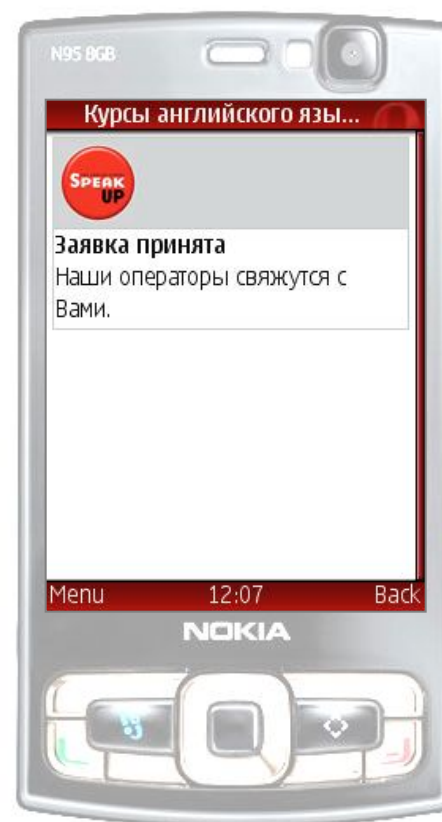 N95 8GB
Курсы английского язы...
SPEAK
UP
Заявка принята
Наши операторы свяжутся с
Вами.
Menu 12:07 Back
NOKIA